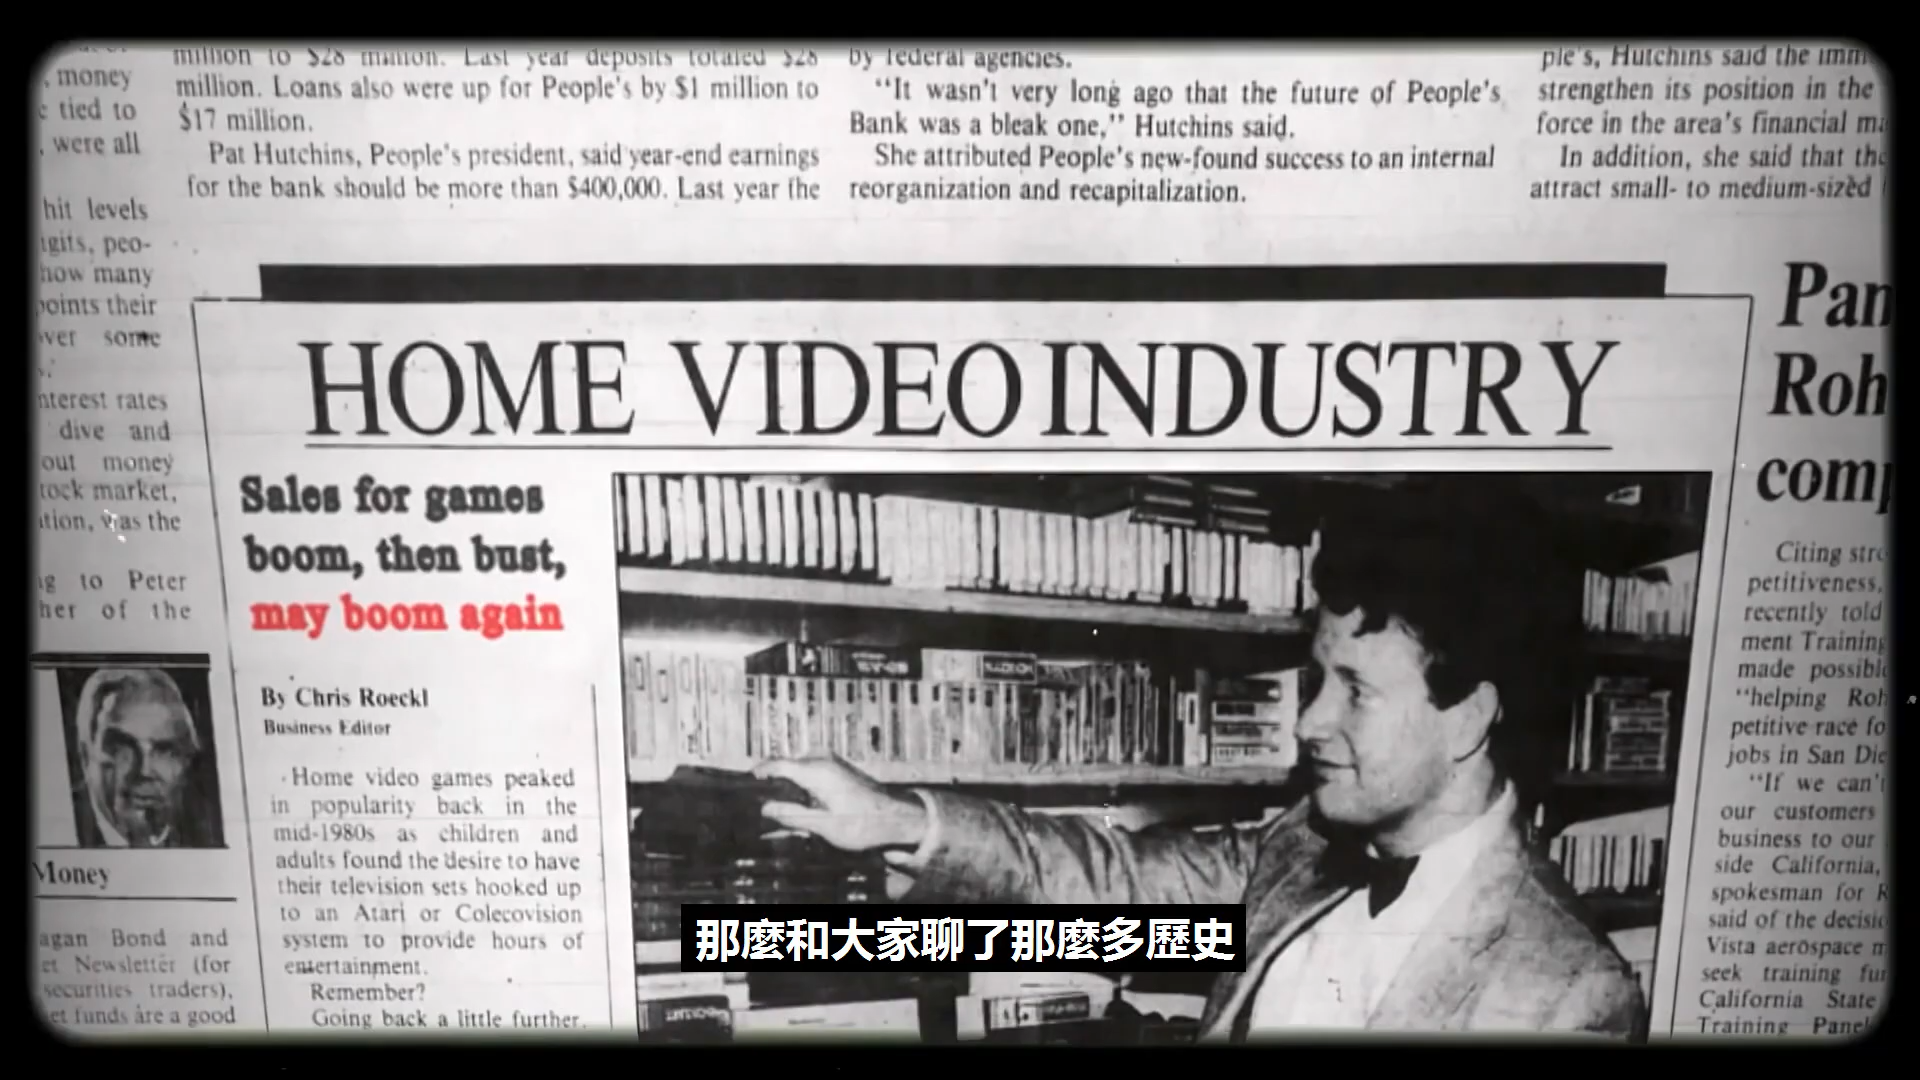 , money
c tied to
, were all
hit levels
igits, peo-
how many
points their
ver some
nterest rates
dive and
out money
tock market,
ition, was the
ng to Peter
her of the
Money
agan Bond and
et Newsletter (for
securities traders),
et funds are a good
million to $28 million. Last year deposits totaled $28
million. Loans also were up for People's by $1 million to
$17 million.
Pat Hutchins, People's president, said year-end earnings
for the bank should be more than $400,000. Last year the
by federal agencies.
"It wasn't very long ago that the future of People's
Bank was a bleak one," Hutchins said.
She attributed People's new-found success to an internal
reorganization and recapitalization.
ple's, Hutchins said the imm
strengthen its position in the
force in the area's financial ma
In addition, she said that the
attract small- to medium-sized
HOME VIDEO INDUSTRY
Sales for games
boom, then bust,
may boom again
By Chris Roeckl
Business Editor
Home video games peaked
in popularity back in the
mid-1980s as children and
adults found the desire to have
their television sets hooked up
to an Atari or Colecovision
system to provide hours of
entertainment.
Remember?
Going back a little further,
Pan
Roh
comp
Citing stro
petitiveness,
recently told
ment Training
made possible
"helping Roh
petitive race fo
jobs in San Die
"If we can't
our customers
business to our
side California,
spokesman for R
said of the decisio
Vista aerospace m
seek training fun
California State
Training Panel
那麼和大家聊了那麼多歷史